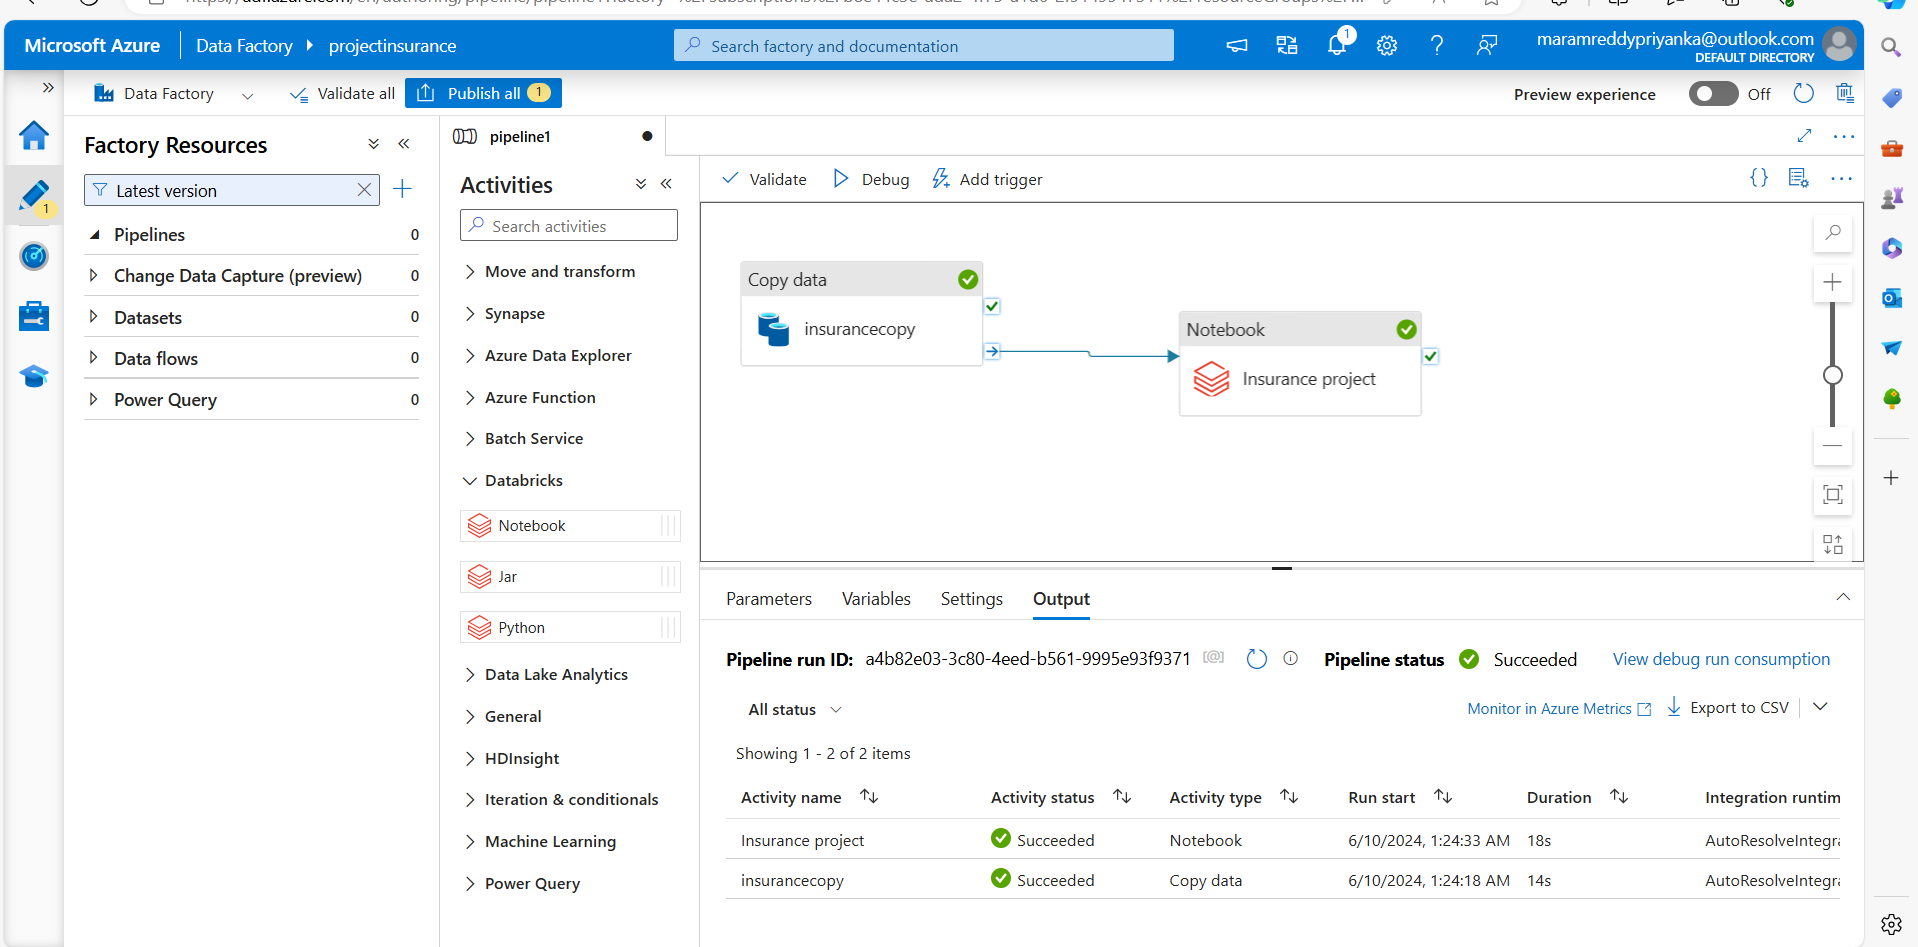 Microsoft Azure
Data Factory
projectinsurance
Search factory and documentation
1
maramreddypriyanka@outlook.com
DEFAULT DIRECTORY
Data Factory
Validate all
Publish all 1
Preview experience
Off
1
Factory Resources
Latest version
Pipelines 0
Change Data Capture (preview) 0
Datasets 0
Data flows 0
Power Query 0
pipeline1
Activities
Search activities
Move and transform
Synapse
Azure Data Explorer
Azure Function
Batch Service
Databricks
Notebook
Jar
Python
Data Lake Analytics
General
HDInsight
Iteration & conditionals
Machine Learning
Power Query
Validate
Debug
Add trigger
Copy data
insurancecopy
Notebook
Insurance project
Parameters
Variables
Settings
Output
Pipeline run ID: a4b82e03-3c80-4eed-b561-9995e93f9371
Pipeline status Succeeded
View debug run consumption
All status
Monitor in Azure Metrics
Export to CSV
Showing 1 - 2 of 2 items
Activity name Activity status Activity type Run start Duration Integration runtim
Insurance project Succeeded Notebook 6/10/2024, 1:24:33 AM 18s AutoResolveIntegra
insurancecopy Succeeded Copy data 6/10/2024, 1:24:18 AM 14s AutoResolveIntegra